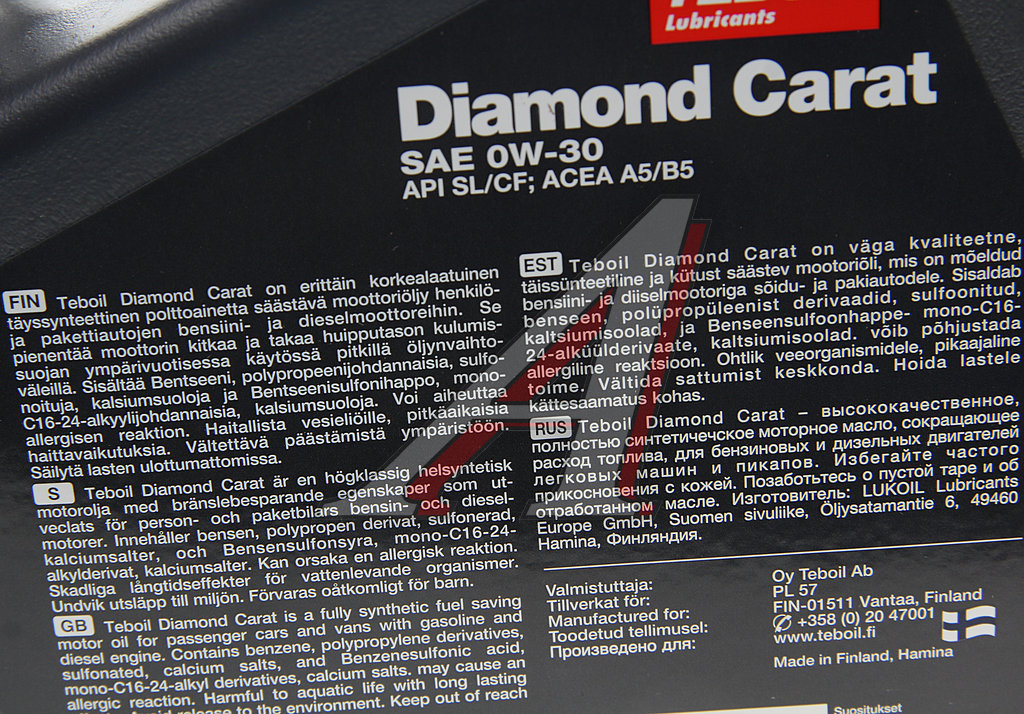 Lubricants
Diamond Carat
SAE 0W-30
API SL/CF; ACEA A5/B5
FIN Teboil Diamond Carat on erittäin korkealaatuinen
täyssynteettinen polttoainetta säästävä moottoriöljy henkilö-
ja pakettiautojen bensiini- ja dieselmoottoreihin. Se
pienentää moottorin kitkaa ja takaa huipputason kulumis-
suojan ympärivuotisessa käytössä pitkillä öljynvaihto-
väleillä. Sisältää Bentseeni, polypropeenijohdannaisia, sulfo-
noituja, kalsiumsuoloja ja Bentseenisulfonihappo, mono-
C16-24-alkyylijohdannaisia, kalsiumsuoloja. Voi aiheuttaa
allergisen reaktion. Haitallista vesieliöille, pitkäaikaisia
haittavaikutuksia. Vältettävä päästämistä ympäristöön.
Säilytä lasten ulottumattomissa.
S Teboil Diamond Carat är en högklassig helsyntetisk
motorolja med bränslebesparande egenskaper som ut-
vecklats för person- och paketbilars bensin- och diesel-
motorer. Innehåller bensen, polypropen derivat, sulfonerad,
kalciumsalter, och Bensensulfonsyra, mono-C16-24-
alkylderivat, kalciumsalter. Kan orsaka en allergisk reaktion.
Skadliga långtidseffekter för vattenlevande organismer.
Undvik utsläpp till miljön. Förvaras oåtkomligt för barn.
GB Teboil Diamond Carat is a fully synthetic fuel saving
motor oil for passenger cars and vans with gasoline and
diesel engine. Contains benzene, polypropylene derivatives,
sulfonated, calcium salts, and Benzenesulfonic acid,
mono-C16-24-alkyl derivatives, calcium salts. may cause an
allergic reaction. Harmful to aquatic life with long lasting
release to the environment. Keep out of reach
EST Teboil Diamond Carat on väga kvaliteetne,
täissünteetiline ja kütust säästev mootoriõli, mis on mõeldud
bensiini- ja diiselmootoriga sõidu- ja pakiautodele. Sisaldab
benseen, polüpropüleenist derivaadid, sulfoonitud,
kaltsiumisoolad, ja Benseensulfoonhappe- mono-C16-
24-alküülderivaate, kaltsiumisoolad. võib põhjustada
allergiline reaktsioon. Ohtlik veeorganismidele, pikaajaline
toime. Vältida sattumist keskkonda. Hoida lastele
kättesaamatus kohas.
RUS Teboil Diamond Carat – высококачественное,
полностью синтетичечское моторное масло, сокращающее
расход топлива, для бензиновых и дизельных двигателей
легковых машин и пикапов. Избегайте частого
прикосновения с кожей. Позаботьтесь о пустой таре и об
отработанном масле. Изготовитель: LUKOIL Lubricants
Europe GmbH, Suomen sivuliike, Öljysatamantie 6, 49460
Hamina, Финляндия.
Valmistuttaja:
Tillverkat för:
Manufactured for:
Toodetud tellimusel:
Произведено для:
Oy Teboil Ab
PL 57
FIN-01511 Vantaa, Finland
+358 (0) 20 47001
www.teboil.fi
Made in Finland, Hamina
Suositukset